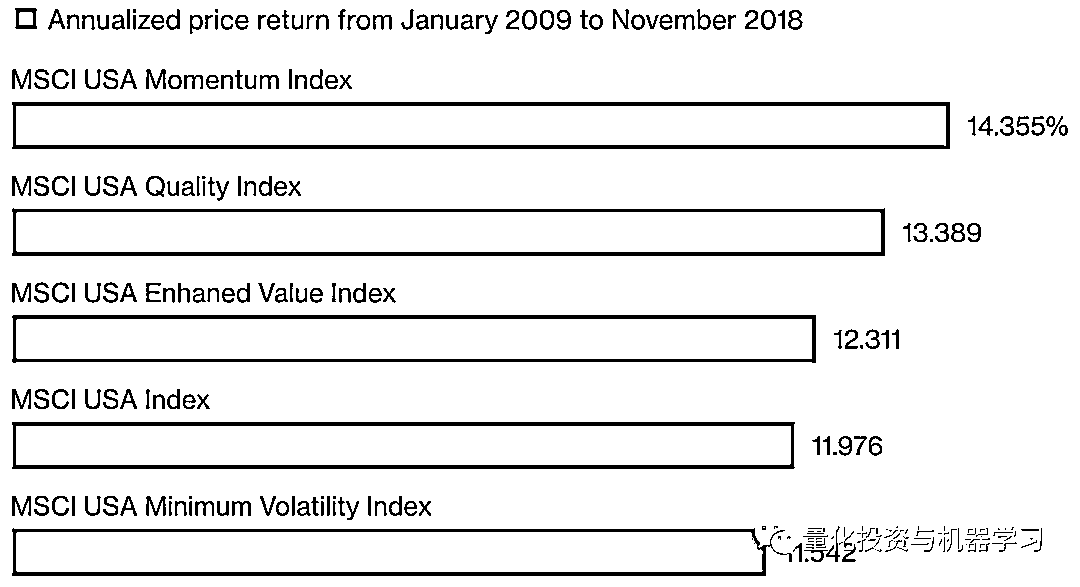 Annualized price return from January 2009 to November 2018
MSCI USA Momentum Index
14.355%
MSCI USA Quality Index
13.389
MSCI USA Enhaned Value Index
12.311
MSCI USA Index
11.976
MSCI USA Minimum Volatility Index
11.542
量化投资与机器学习